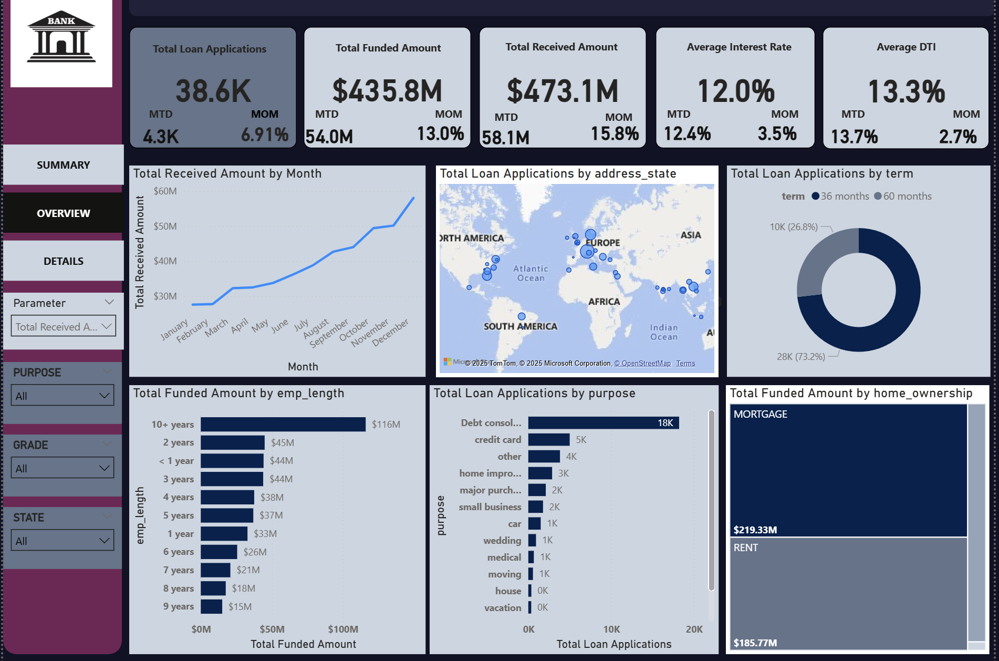 BANK
Total Loan Applications
38.6K
MTD
MOM
4.3K
6.91%
Total Funded Amount
$435.8M
MTD
MOM
54.0M
13.0%
Total Received Amount
$473.1M
MTD
MOM
58.1M
15.8%
Average Interest Rate
12.0%
MTD
MOM
12.4%
3.5%
Average DTI
13.3%
MTD
MOM
13.7%
2.7%
SUMMARY
OVERVIEW
DETAILS
Parameter
Total Received A...
PURPOSE
All
GRADE
All
STATE
All
Total Received Amount by Month
Total Received Amount
$60M
$50M
$40M
$30M
January
February
March
April
May
June
July
August
September
October
November
December
Month
Total Loan Applications by address_state
ORTH AMERICA
EUROPE
ASIA
Atlantic
Ocean
AFRICA
SOUTH AMERICA
Indian
Ocean
© 2025 TomTom, © 2025 Microsoft Corporation, © OpenStreetMap Terms
Total Loan Applications by term
term 36 months 60 months
10K (26.8%)
28K (73.2%)
Total Funded Amount by emp_length
emp_length
10+ years $116M
2 years $45M
< 1 year $44M
3 years $44M
4 years $38M
5 years $37M
1 year $33M
6 years $26M
7 years $21M
8 years $18M
9 years $15M
$0M $50M $100M
Total Funded Amount
Total Loan Applications by purpose
purpose
Debt consol... 18K
credit card 5K
other 4K
home impro... 3K
major purch... 2K
small business 2K
car 1K
wedding 1K
medical 1K
moving 1K
house 0K
vacation 0K
0K 10K 20K
Total Loan Applications
Total Funded Amount by home_ownership
MORTGAGE
$219.33M
RENT
$185.77M